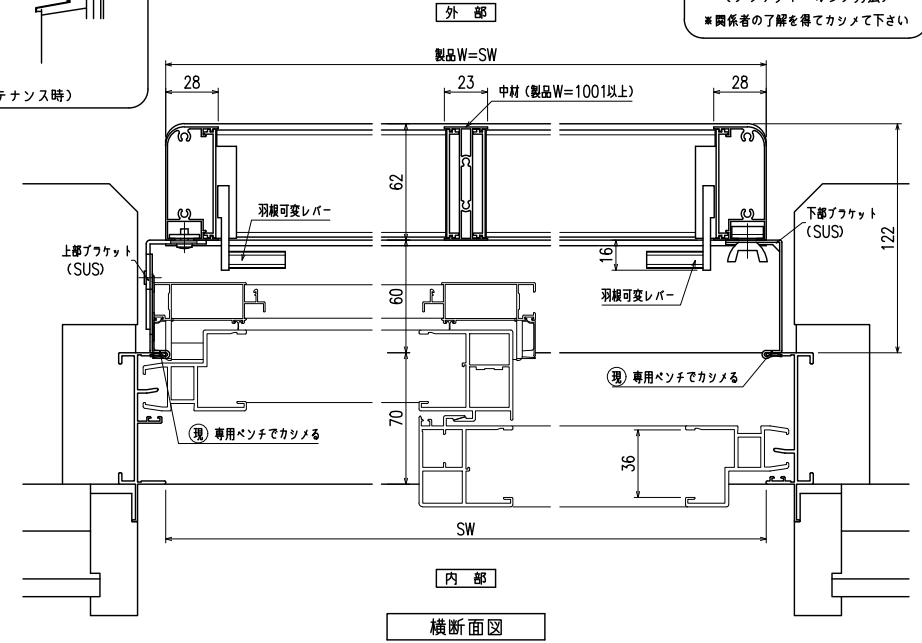 外 部
※関係者の了解を得てカシメて下さい
テナンス時)
製品W=SW
28
23
28
中材 (製品W=1001以上)
62
122
羽根可変レバー
上部ブラケット
(SUS)
下部ブラケット
(SUS)
16
羽根可変レバー
60
現 専用ペンチでカシメる
70
現 専用ペンチでカシメる
36
SW
内 部
横断面図